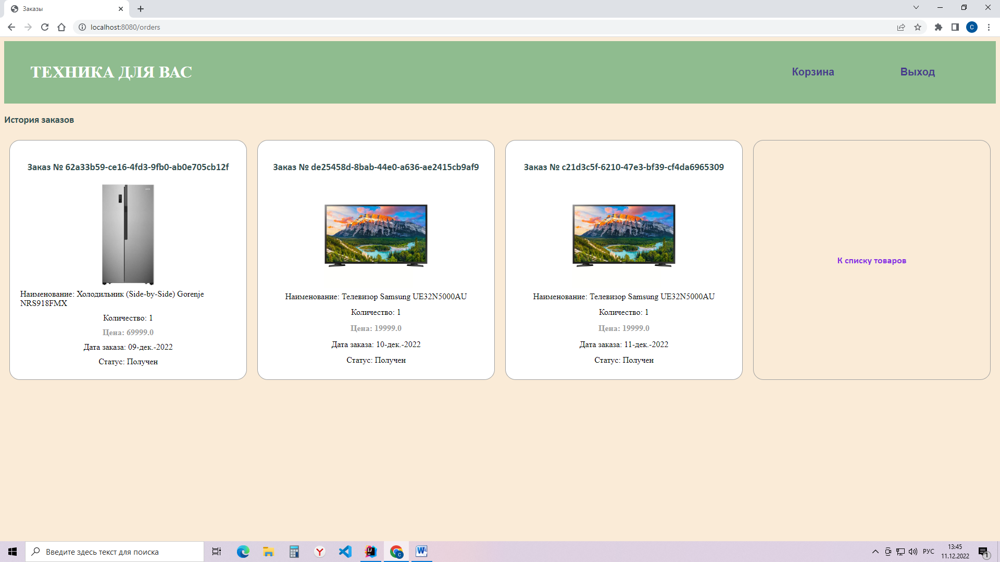 Заказы
localhost:8080/orders
C
ТЕХНИКА ДЛЯ ВАС
Корзина
Выход
История заказов
Заказ № 62a33b59-ce16-4fd3-9fb0-ab0e705cb12f
Наименование: Холодильник (Side-by-Side) Gorenje
NRS918FMX
Количество: 1
Цена: 69999.0
Дата заказа: 09-дек.-2022
Статус: Получен
Заказ № de25458d-8bab-44e0-a636-ae2415cb9af9
Наименование: Телевизор Samsung UE32N5000AU
Количество: 1
Цена: 19999.0
Дата заказа: 10-дек.-2022
Статус: Получен
Заказ № c21d3c5f-6210-47e3-bf39-cf4da6965309
Наименование: Телевизор Samsung UE32N5000AU
Количество: 1
Цена: 19999.0
Дата заказа: 11-дек.-2022
Статус: Получен
К списку товаров
Введите здесь текст для поиска
РУС
13:45
11.12.2022
1